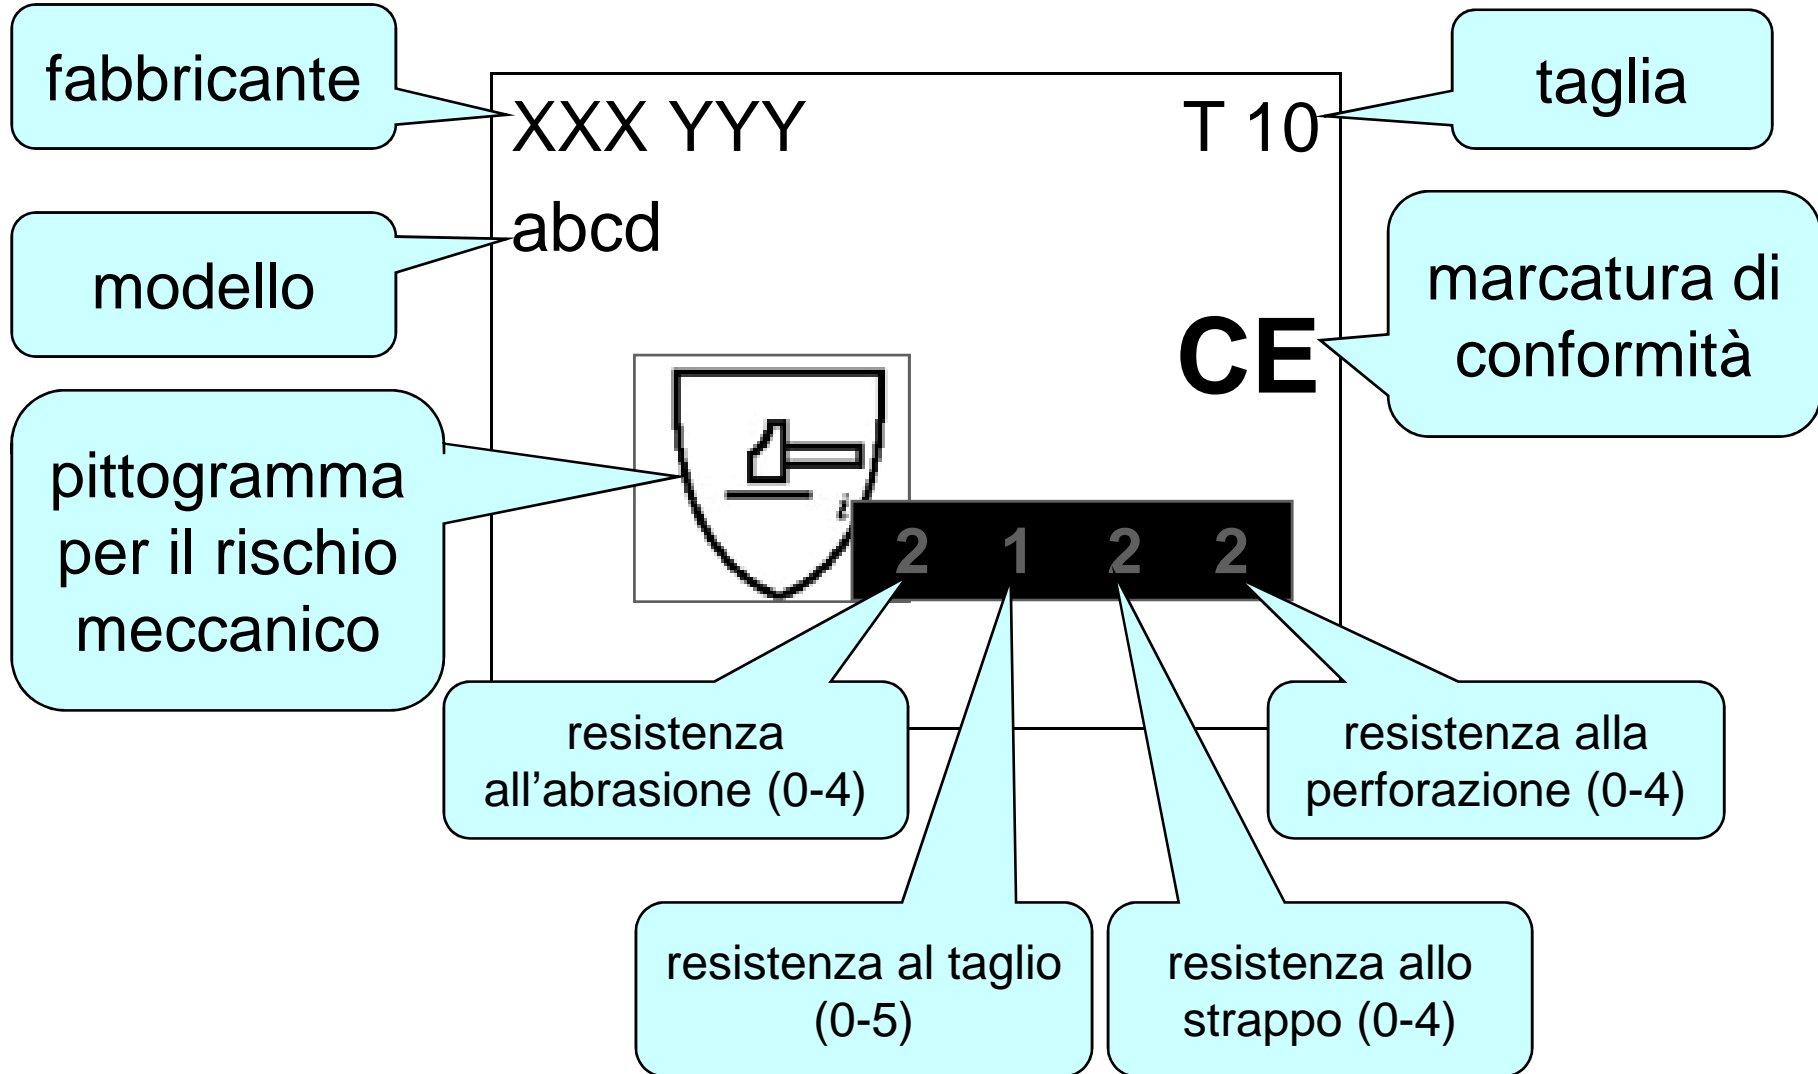 fabbricante
XXX YYY
T 10
taglia
modello
abcd
marcatura di
conformità
CE
pittogramma
per il rischio
meccanico
2 1 2 2
resistenza
all’abrasione (0-4)
resistenza alla
perforazione (0-4)
resistenza al taglio
(0-5)
resistenza allo
strappo (0-4)